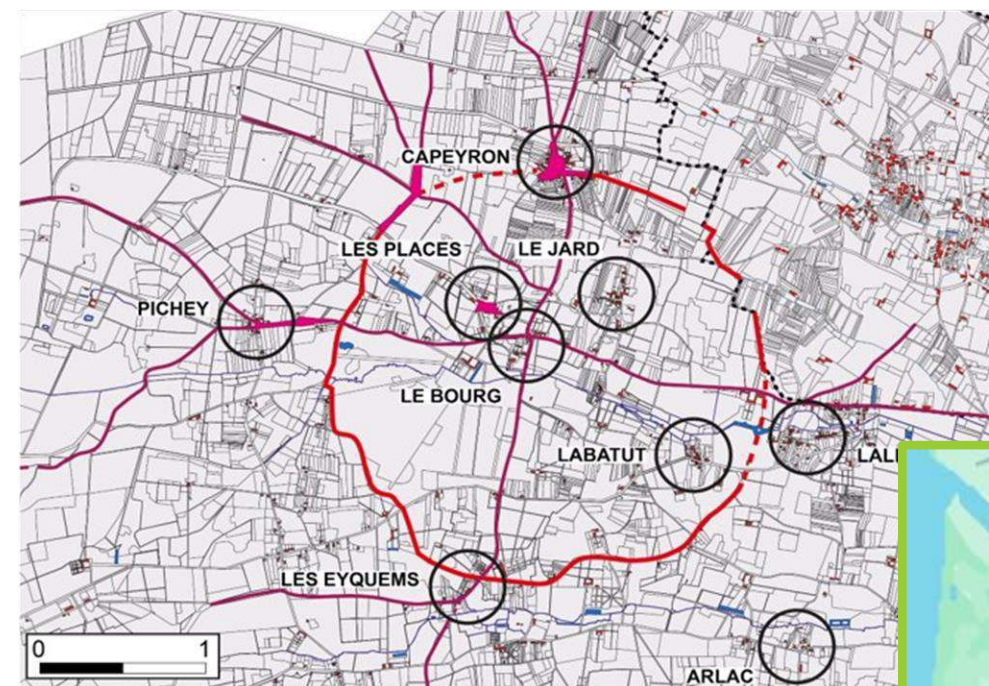 CAPEYRON
LES PLACES
LE JARD
PICHEY
LE BOURG
LABATUT
LES EYQUEMS
0
1
ARLAC